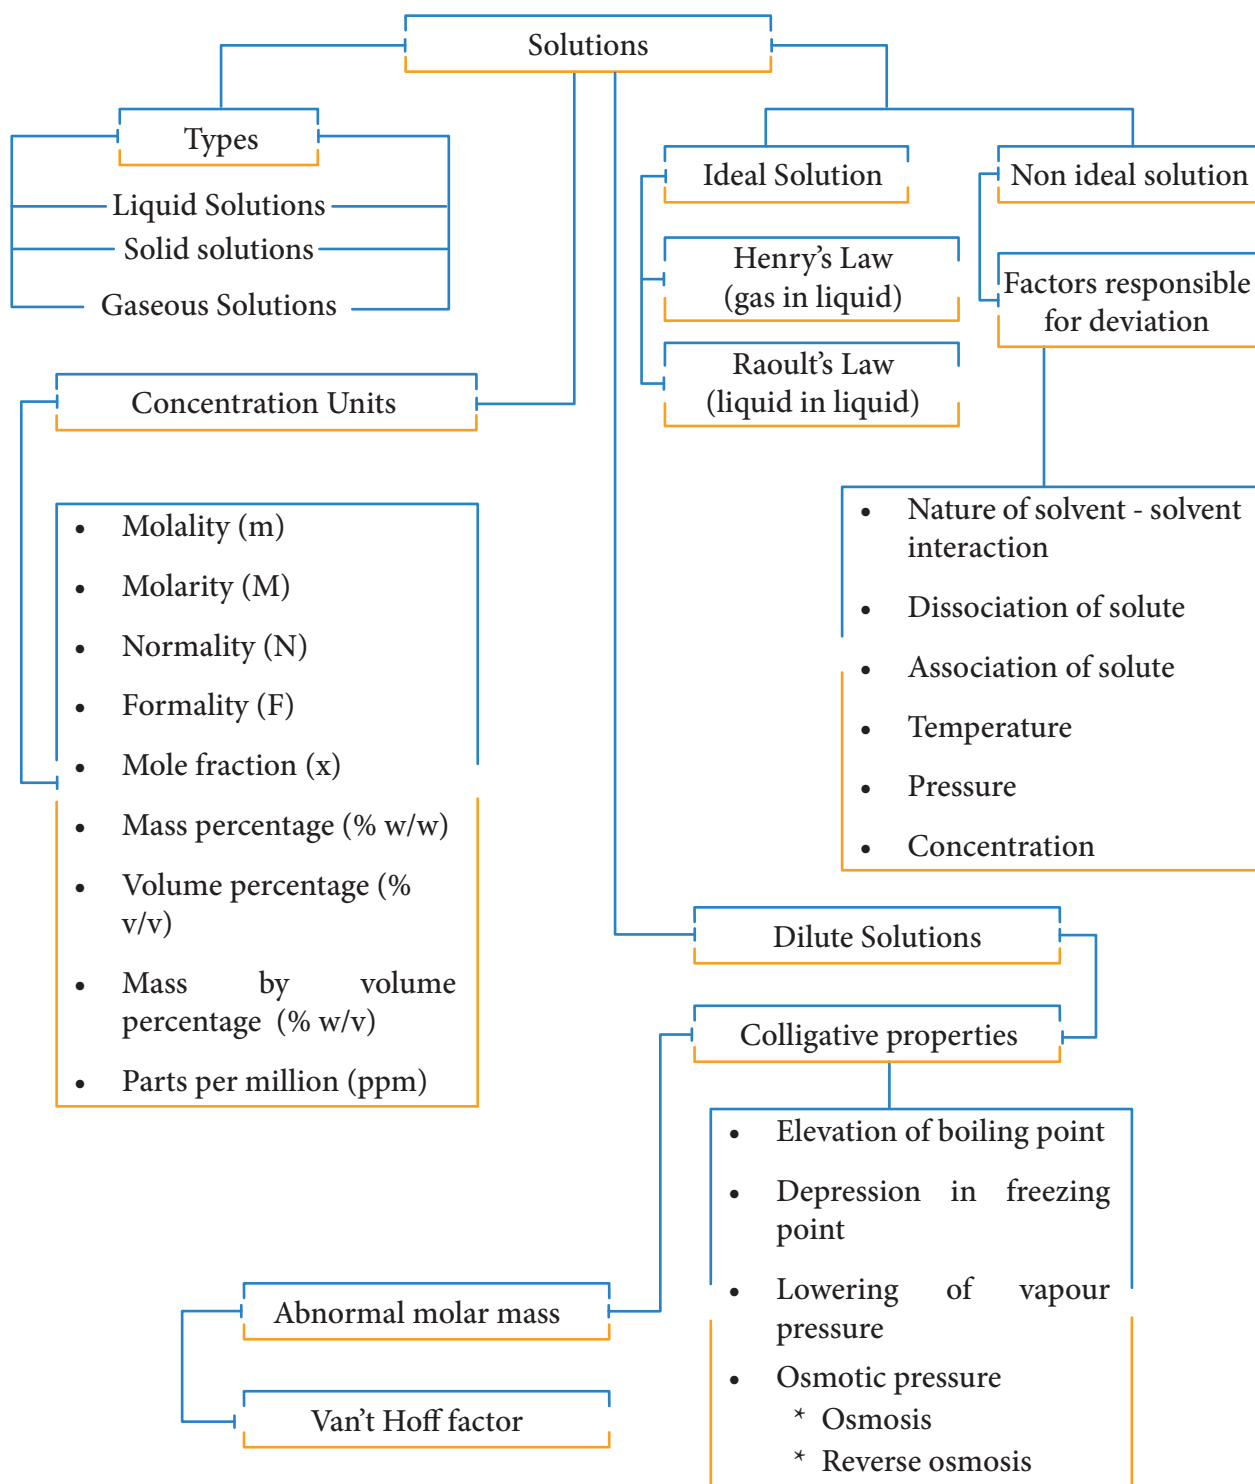 Solutions
Types
Liquid Solutions
Solid solutions
Gaseous Solutions
Ideal Solution
Non ideal solution
Henry’s Law
(gas in liquid)
Raoult’s Law
(liquid in liquid)
Factors responsible
for deviation
Concentration Units
• Molality (m)
• Molarity (M)
• Normality (N)
• Formality (F)
• Mole fraction (x)
• Mass percentage (% w/w)
• Volume percentage (%
v/v)
• Mass by volume
percentage (% w/v)
• Parts per million (ppm)
• Nature of solvent - solvent
interaction
• Dissociation of solute
• Association of solute
• Temperature
• Pressure
• Concentration
Dilute Solutions
Colligative properties
• Elevation of boiling point
• Depression in freezing
point
• Lowering of vapour
pressure
• Osmotic pressure
* Osmosis
* Reverse osmosis
Abnormal molar mass
Van’t Hoff factor